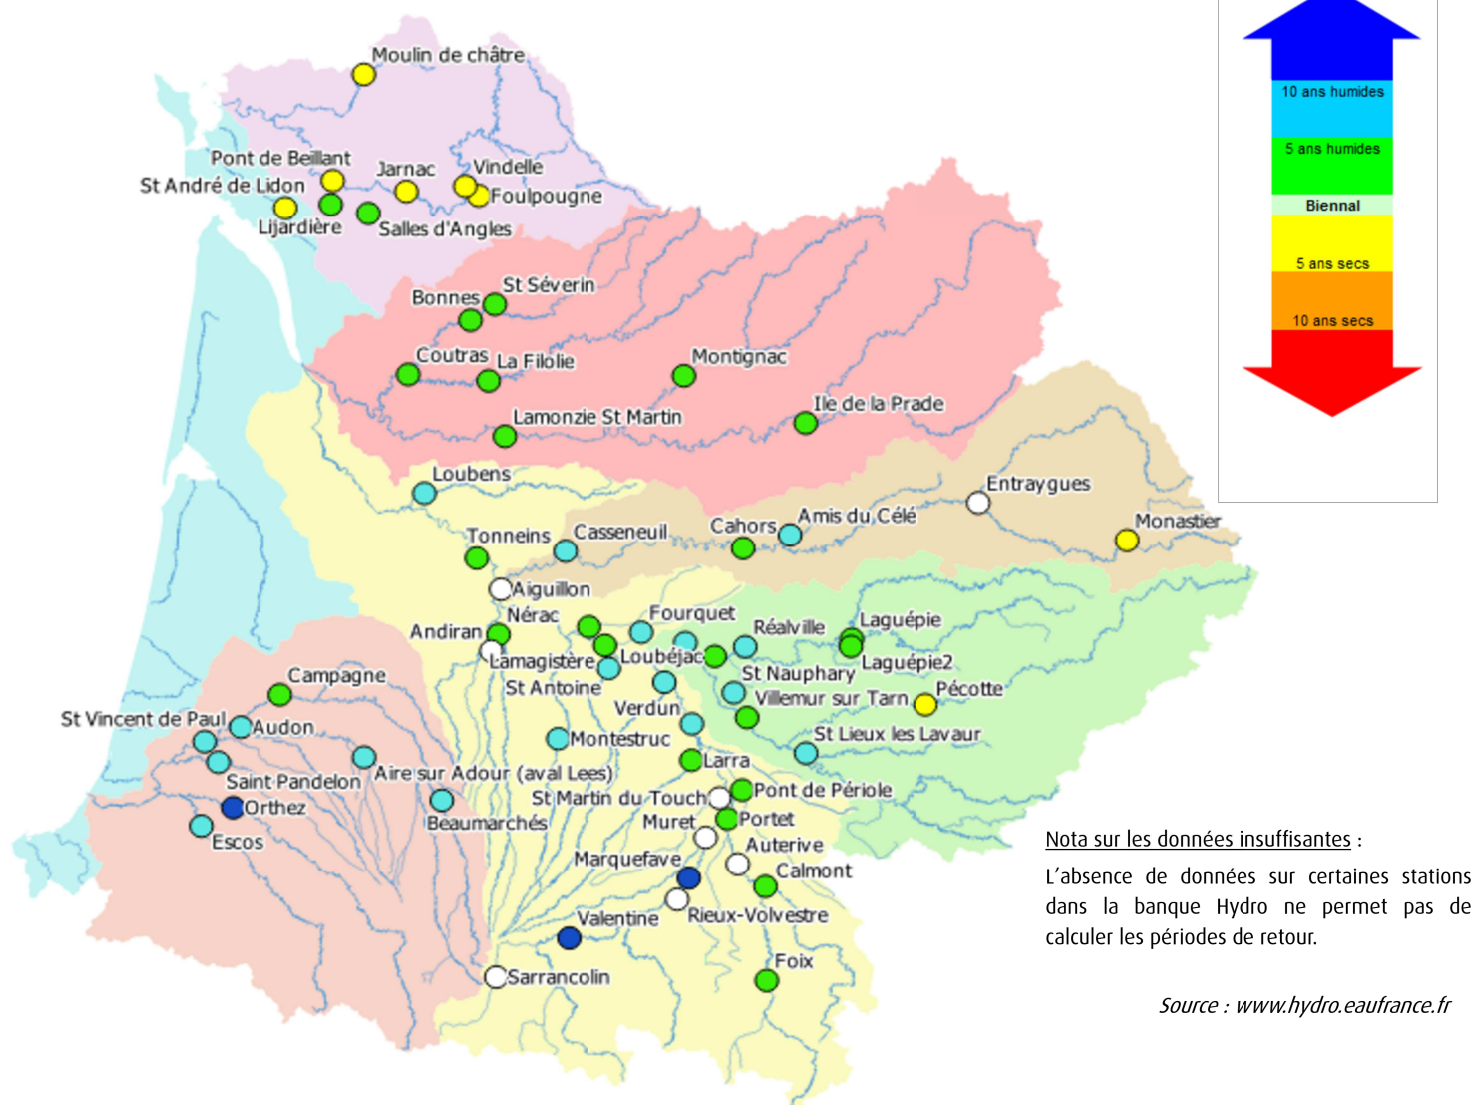 Moulin de châtre
10 ans humides
5 ans humides
Biennal
5 ans secs
10 ans secs
Pont de Beillant
Jarnac
Vindelle
St André de Lidon
Foulpougne
Lijardière
Salles d'Angles
St Séverin
Bonnes
Coutras
La Filolie
Montignac
Ile de la Prade
Lamonzie St Martin
Loubens
Entraygues
Amis du Célé
Monastier
Cahors
Casseneuil
Tonneins
Aiguillon
Nérac
Fourquet
Réalville
Laguépie
Andiran
Lamagistère
Loubéjac
Laguépie2
St Antoine
St Nauphary
Campagne
Villemur sur Tarn
Pécotte
Verdun
St Vincent de Paul
Audon
Montestruc
St Lieux les Lavaur
Larra
Saint Pandelon
Aire sur Adour (aval Lees)
Orthez
St Martin du Touch
Pont de Périole
Beaumarchés
Muret
Portet
Escos
Auterive
Marquefave
Calmont
Rieux-Volvestre
Valentine
Foix
Sarrancolin
Nota sur les données insuffisantes :
L'absence de données sur certaines stations
dans la banque Hydro ne permet pas de
calculer les périodes de retour.
Source : www.hydro.eaufrance.fr